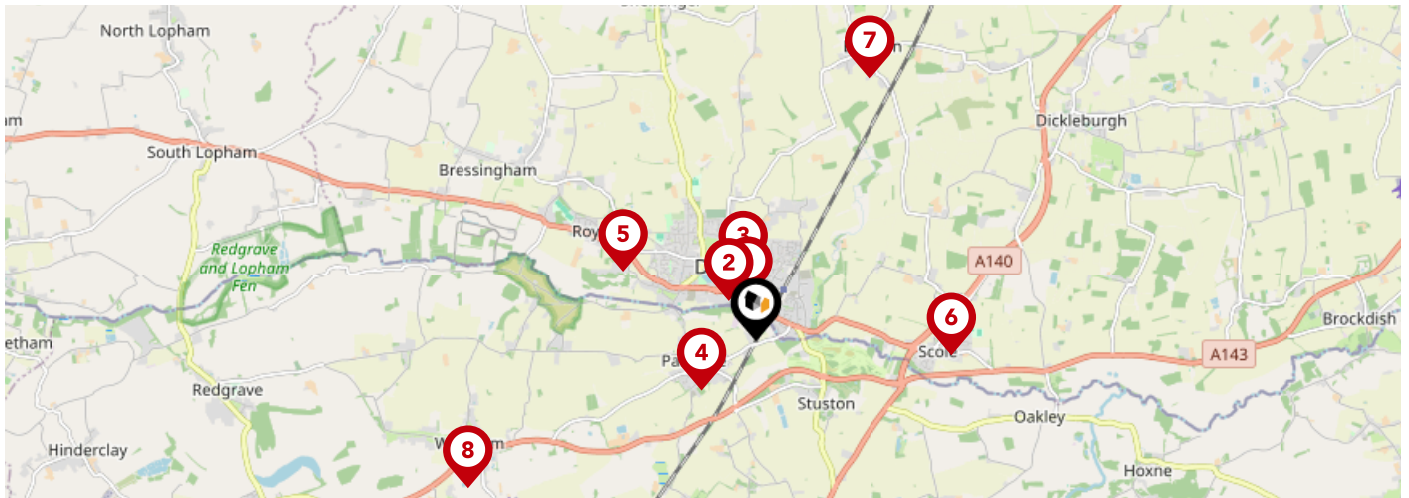 North Lopham
7
Dickleburgh
South Lopham
Bressingham
3
5
2
Redgrave
and Lopham
Fen
A140
6
Brockdish
4
A143
Redgrave
Stuston
Oakley
8
Hinderclay
Hoxne